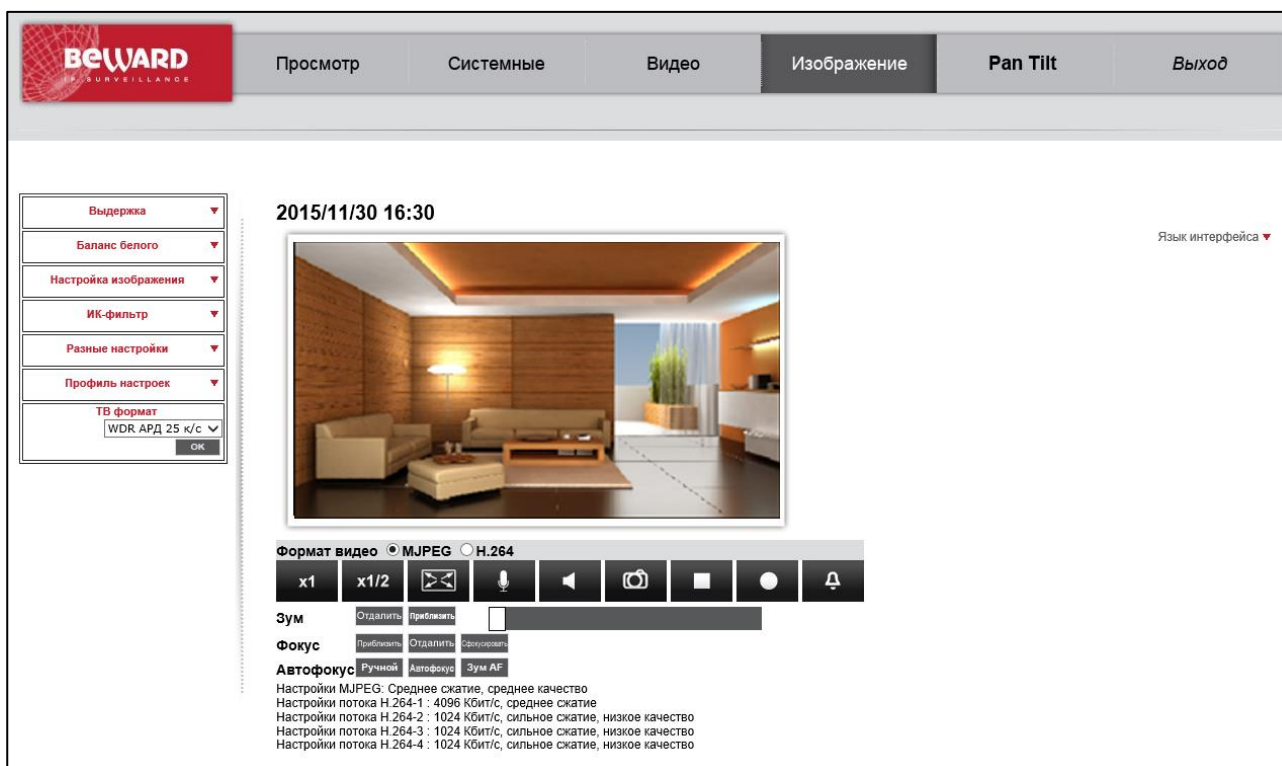 BEWARD
IP SURVEILLANCE
Просмотр
Системные
Видео
Изображение
Pan Tilt
Выход
Выдержка
Баланс белого
Настройка изображения
ИК-фильтр
Разные настройки
Профиль настроек
ТВ формат
WDR АРД 25 к/с
OK
2015/11/30 16:30
Язык интерфейса
Формат видео MJPEG H.264
x1 x1/2
Зум Отдалить Приблизить
Фокус Приблизить Отдалить Сфокусировать
Автофокус Ручной Автофокус Зум AF
Настройки MJPEG: Среднее сжатие, среднее качество
Настройки потока H.264-1 : 4096 Кбит/с, среднее сжатие
Настройки потока H.264-2 : 1024 Кбит/с, сильное сжатие, низкое качество
Настройки потока H.264-3 : 1024 Кбит/с, сильное сжатие, низкое качество
Настройки потока H.264-4 : 1024 Кбит/с, сильное сжатие, низкое качество